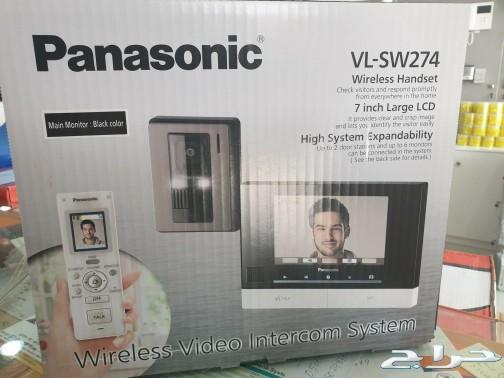 Panasonic
VL-SW274
Wireless Handset
Check visitors and respond promptly
from everywhere in the home
7 inch Large LCD
It provides clear and crisp image
and lets you identify the visitor easily
High System Expandability
Up to 2 door stations and up to 6 monitors
can be connected in the system
( See the back side for details )
Main Monitor : Black color
Panasonic
Panasonic
TALK
Wireless Video Intercom System
حراج